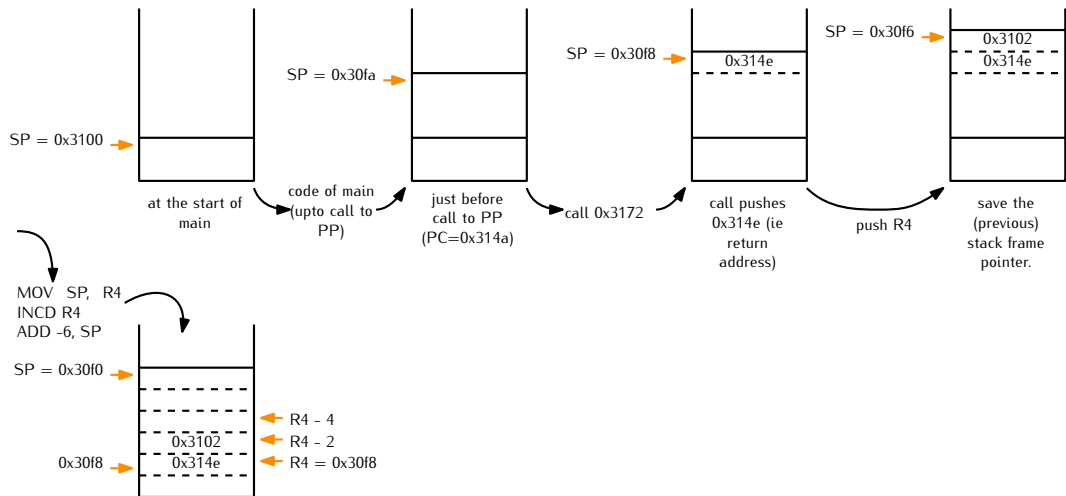 SP = 0x3100
at the start of
main
code of main
(upto call to
PP)
SP = 0x30fa
just before
call to PP
(PC=0x314a)
call 0x3172
SP = 0x30f8
0x314e
call pushes
0x314e (ie
return
address)
push R4
SP = 0x30f6
0x3102
0x314e
save the
(previous)
stack frame
pointer.
MOV SP, R4
INCD R4
ADD -6, SP
SP = 0x30f0
R4 - 4
0x3102
R4 - 2
0x30f8
0x314e
R4 = 0x30f8